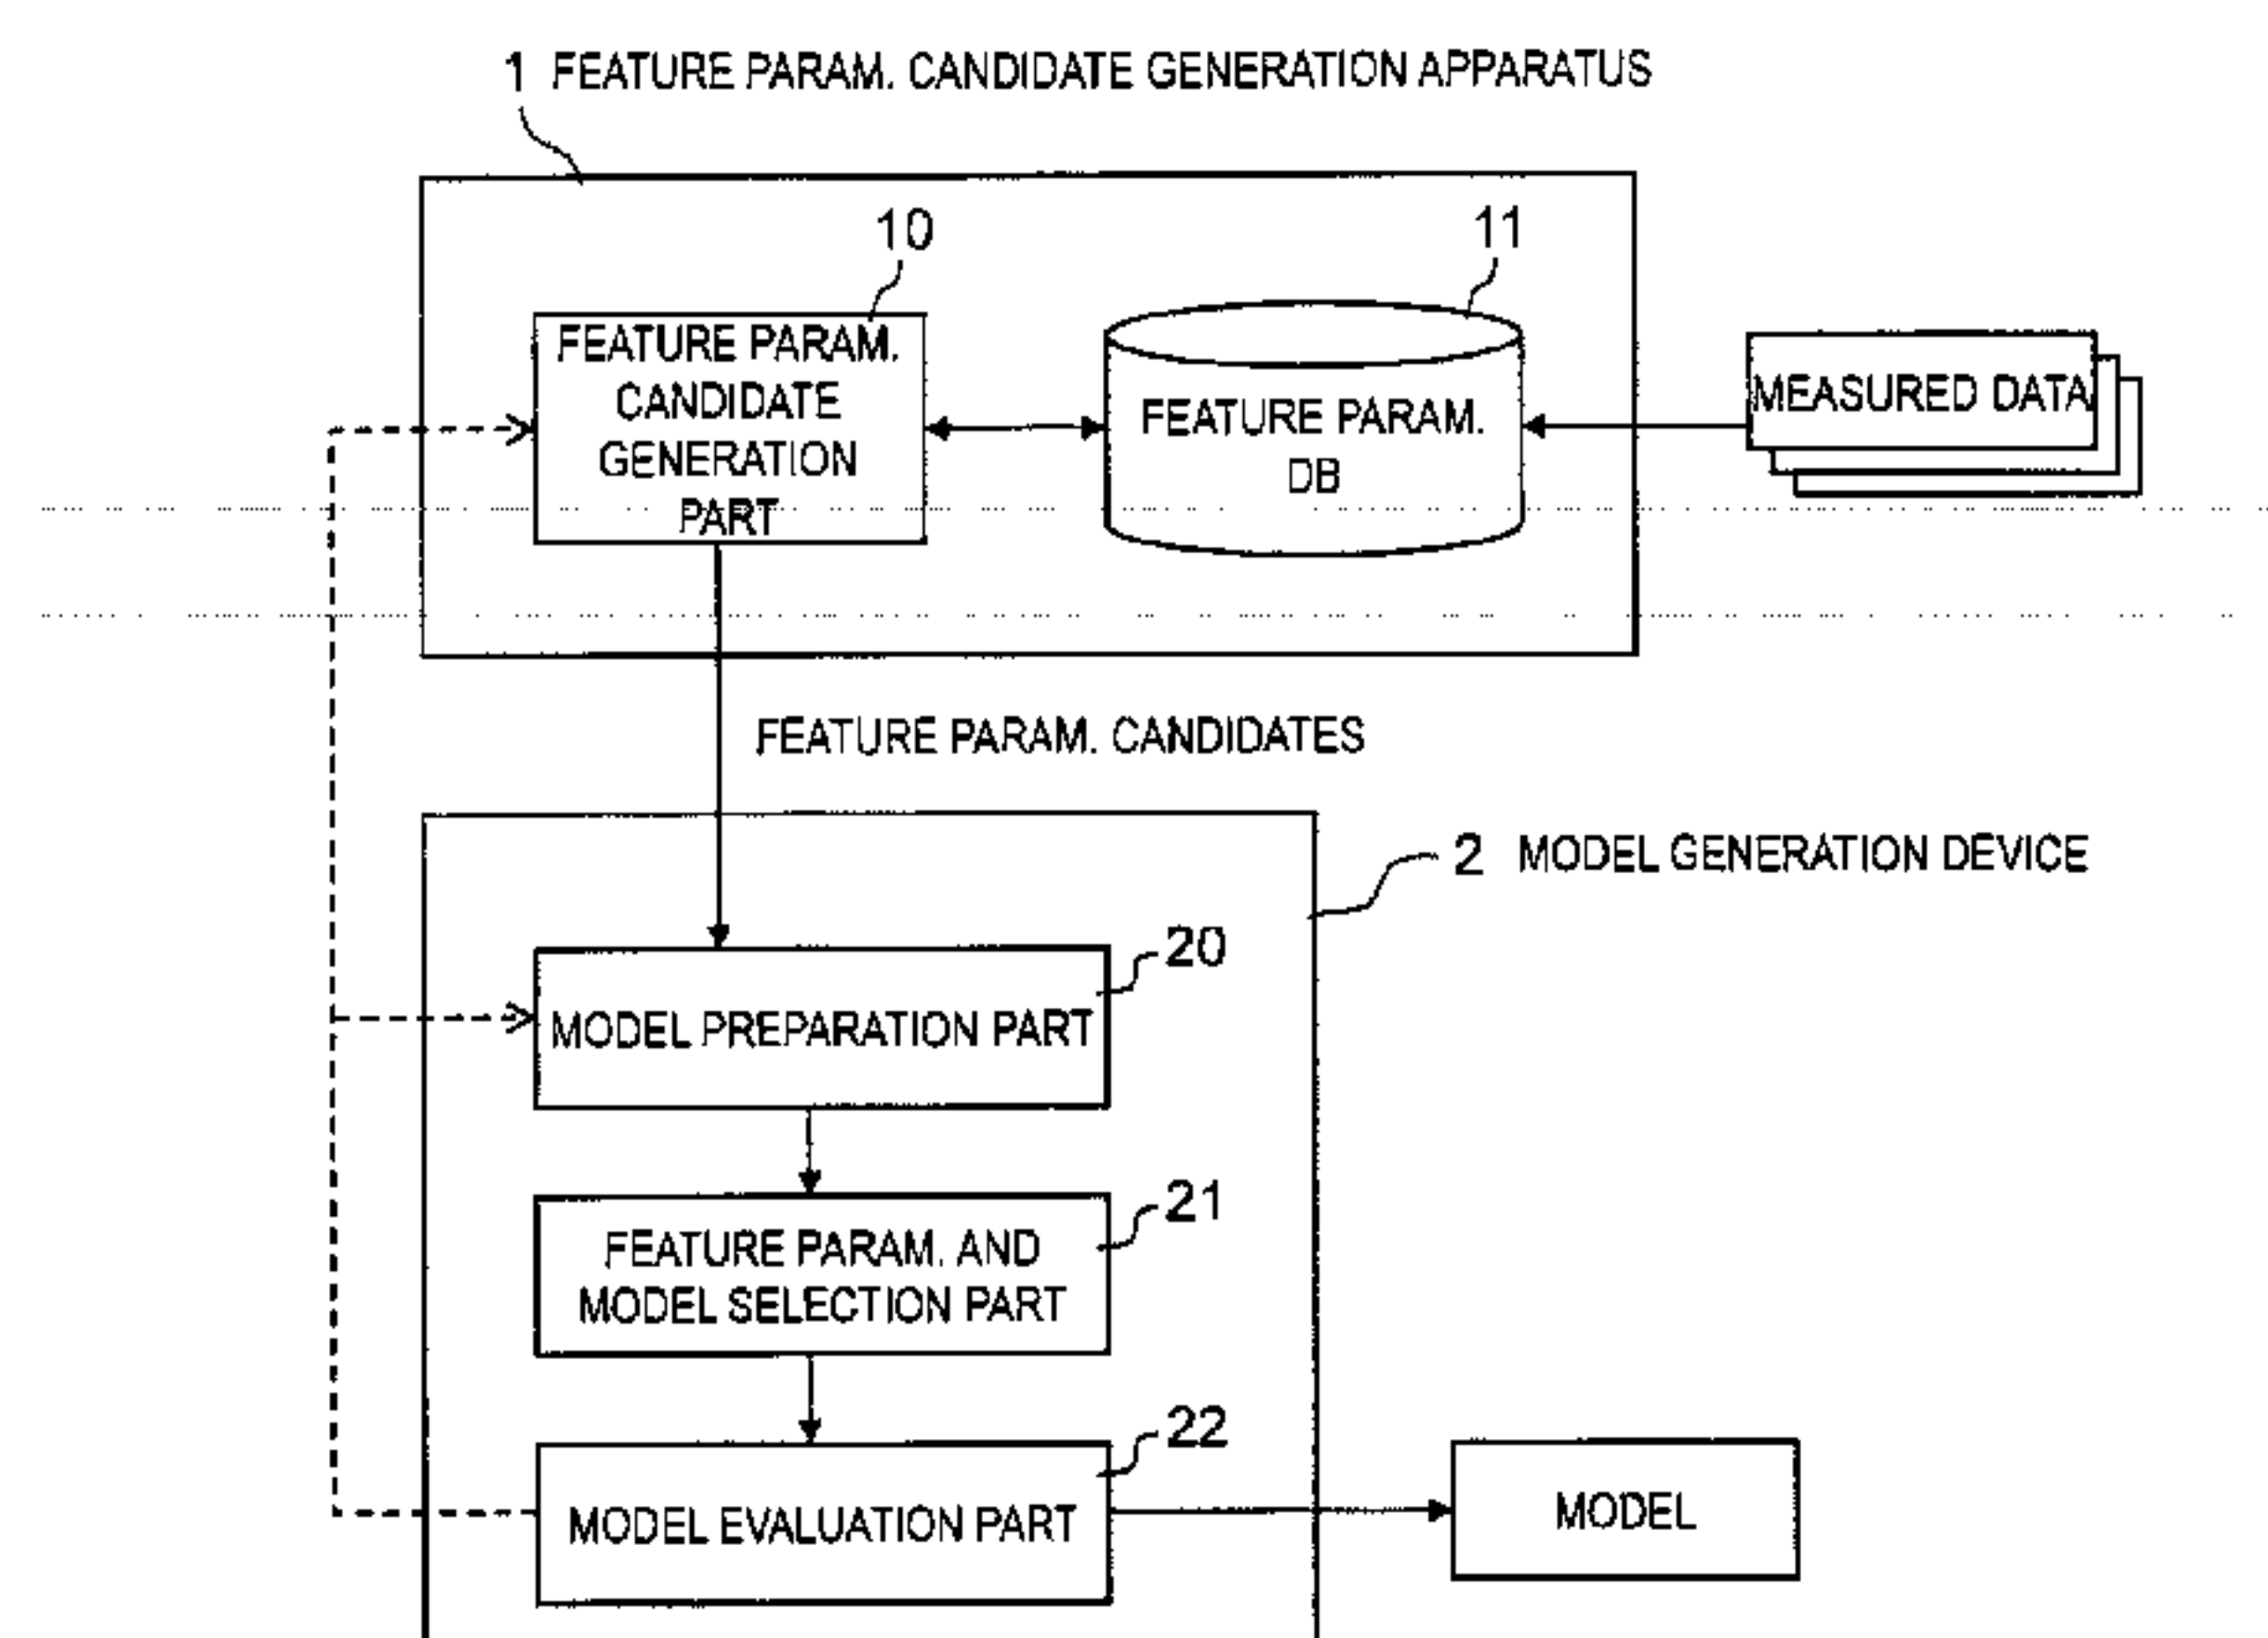 1 FEATURE PARAM. CANDIDATE GENERATION APPARATUS
10
11
FEATURE PARAM.
CANDIDATE
GENERATION
PART
FEATURE PARAM.
DB
MEASURED DATA
FEATURE PARAM. CANDIDATES
2 MODEL GENERATION DEVICE
20
MODEL PREPARATION PART
21
FEATURE PARAM. AND
MODEL SELECTION PART
22
MODEL EVALUATION PART
MODEL